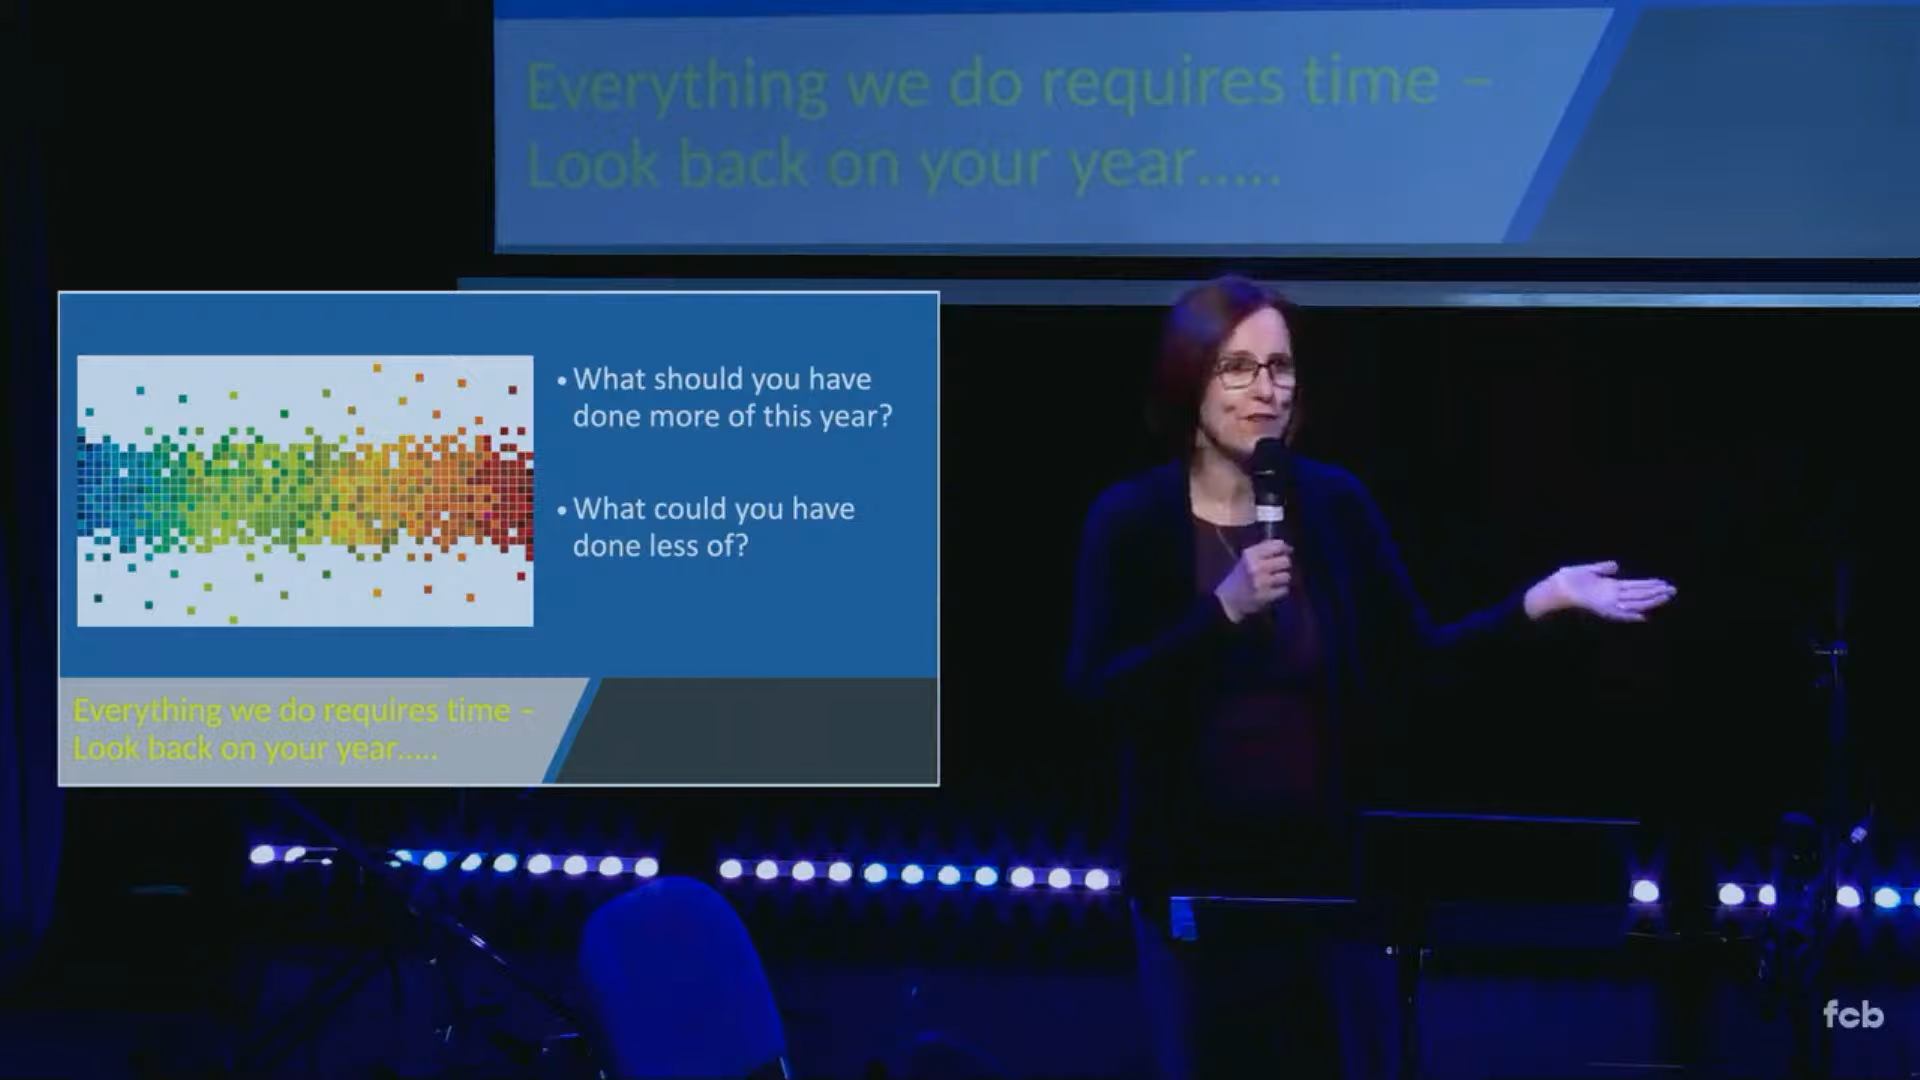 Everything we do requires time –
Look back on your year.....
• What should you have
done more of this year?
• What could you have
done less of?
Everything we do requires time –
Look back on your year.....
fcb